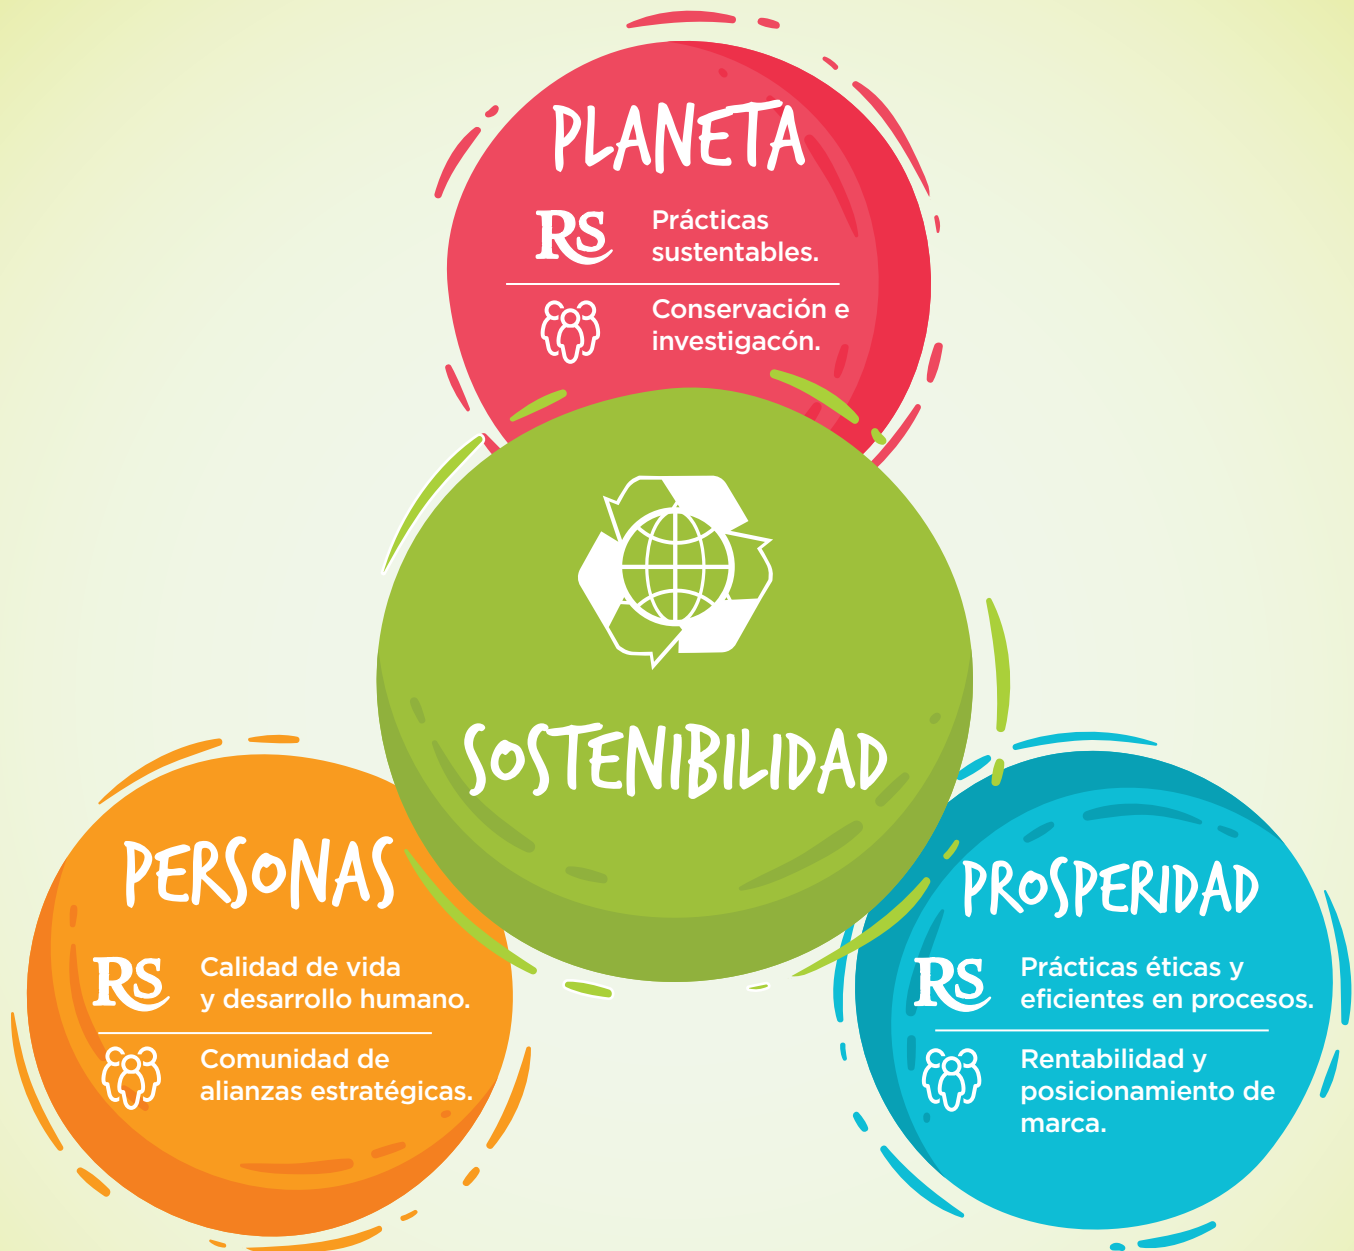 PLANETA
RS
Prácticas
sustentables.
Conservación e
investigacón.
SOSTENIBILIDAD
PERSONAS
RS
Calidad de vida
y desarrollo humano.
Comunidad de
alianzas estratégicas.
PROSPERIDAD
RS
Prácticas éticas y
eficientes en procesos.
Rentabilidad y
posicionamiento de
marca.